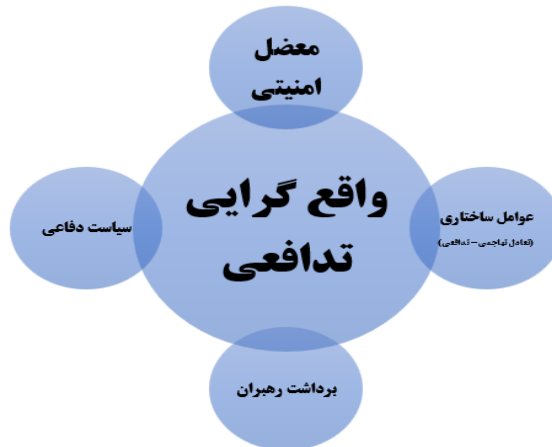 معضل
امنیتی
واقع گرایی
تدافعی
عوامل ساختاری
(تعادل تهاجمی – تدافعی)
سیاست دفاعی
برداشت رهبران